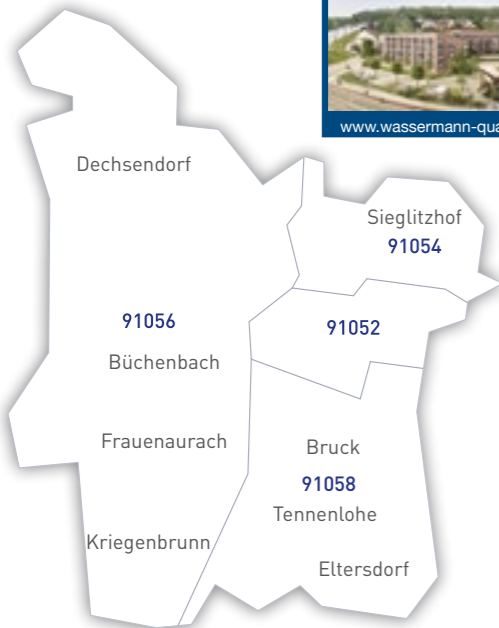 www.wassermann-qua
Dechsendorf
Sieglitzhof
91054
91056
91052
Büchenbach
Frauenaurach
Bruck
91058
Tennenlohe
Kriegenbrunn
Eltersdorf